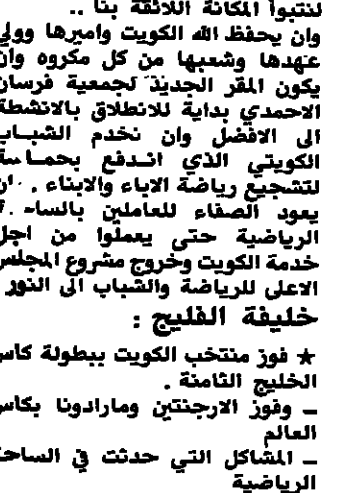 لنتبوأ المكانة اللائقة بنا ..
وان يحفظ الله الكويت واميرها وولي
عهدها وشعبها من كل مكروه وان
يكون المقر الجديد لجمعية فرسان
الاحمدي بداية للانطلاق بالانشطة
الى الافضل وان نخدم الشباب
الكويتي الذي اندفع بحماسة
لتشجيع رياضة الاباء والابناء . وان
يعود الصفاء للعاملين بالساحة
الرياضية حتى يعملوا من اجل
خدمة الكويت وخروج مشروع المجلس
الاعلى للرياضة والشباب الى النور
خليفة الفليج :
★ فوز منتخب الكويت ببطولة كاس
الخليج الثامنة .
ــ وفوز الارجنتين ومارادونا بكاس
العالم
ــ المشاكل التي حدثت في الساحة
الرياضية